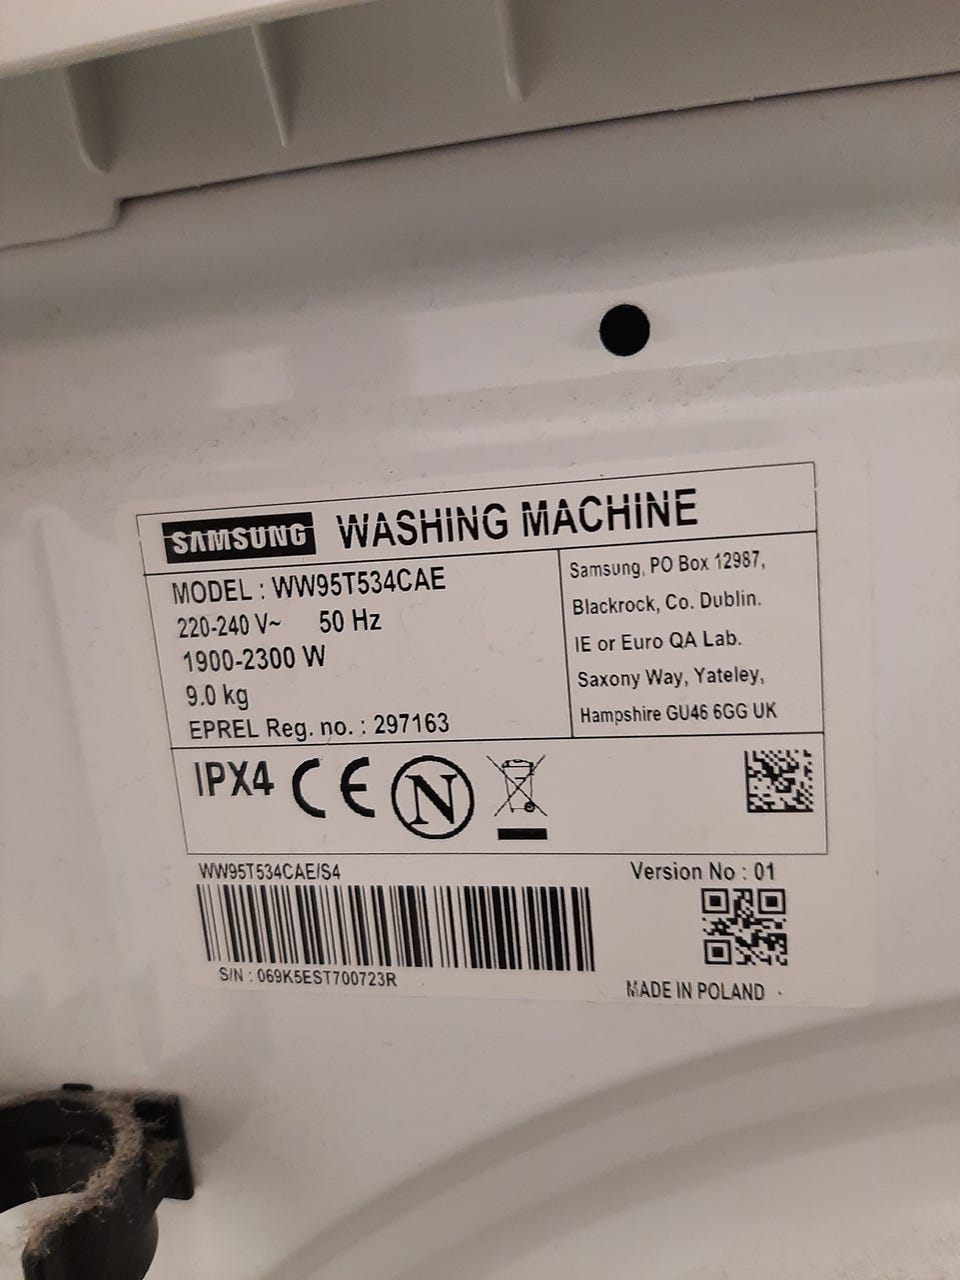 SAMSUNG WASHING MACHINE
MODEL : WW95T534CAE
220-240 V~ 50 Hz
1900-2300 W
9.0 kg
EPREL Reg. no. : 297163
Samsung, PO Box 12987,
Blackrock, Co. Dublin.
IE or Euro QA Lab.
Saxony Way, Yateley,
Hampshire GU46 6GG UK
IPX4 CE N
WW95T534CAE/S4
Version No : 01
S/N : 069K5EST700723R
MADE IN POLAND